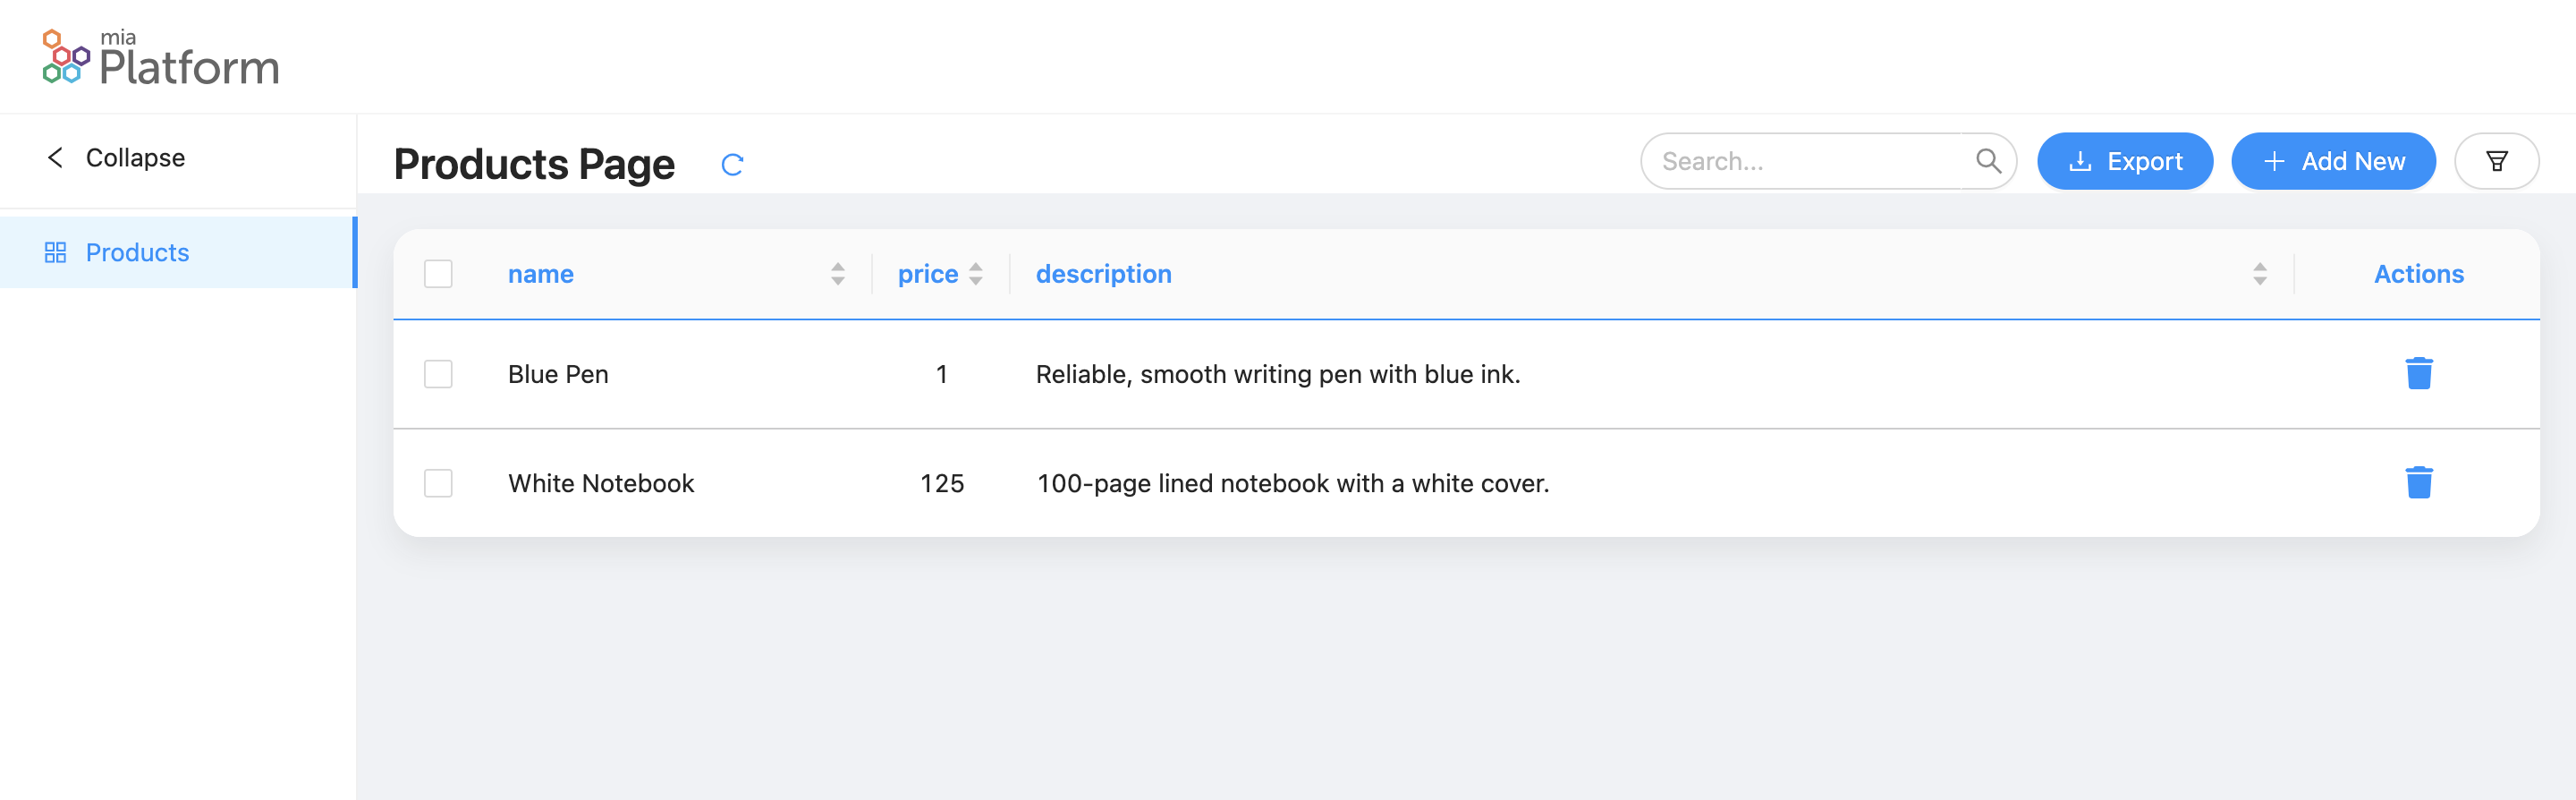 mia
Platform
Collapse
Products
Products Page
Search...
Export
Add New
name price description Actions
Blue Pen 1 Reliable, smooth writing pen with blue ink.
White Notebook 125 100-page lined notebook with a white cover.